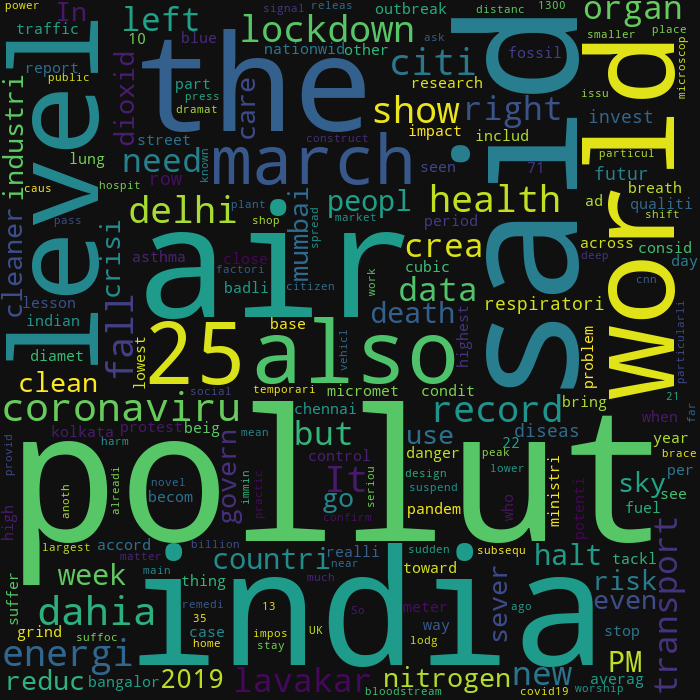 power
traffic
In
left
10
blue
report
public
dioxid
level
industri
lung
caus
hospit
pass
cleaner
lesson
indian
diamet
clean
crisi
fall
row
need
part
press
dramat
street
known
care
the
signal
releas
lockdown
nationwid
other
outbreak
distanc
1300
ask
citi
research
show
right
impact
includ
construct
march
seen
71
fossil
smaller
place
organ
microscop
issu
said
world
invest
particul
futur
breath
ad
qualiti
shift
across
consid
deep
day
cnn
delhi
plant
shop
mumbai
spread
peopl
market
period
health
crea
cubic
data
highest
respiratori
death
asthma
close
factori
badli
citizen
work
air
25
lowest
base
also
vehicl
problem
particularli
21
far
temporari
social
micromet
condit
bring
when
coronaviru
chennai
record
kolkata
protest
beig
harm
mean
but
use
22
diseas
year
brace
per
see
provid
high
novel
becom
govern
control
It
go
danger
design
suspend
peak
lower
pandem
who
ministri
potenti
sky
fuel
anoth
alreadi
immin
practic
confirm
seriou
pollut
largest
accord
matter
billion
main
thing
countri
realli
near
toward
sudden
subsequ
halt
tackl
week
much
dahia
suffer
grind
suffoc
remedi
35
case
home
13
impos
stay
UK
So
meter
way
lodg
sever
ago
risk
even
stop
transport
india
energi
reduc
bangalor
2019
lavakar
bloodstream
nitrogen
new
covid19
worship
averag
PM